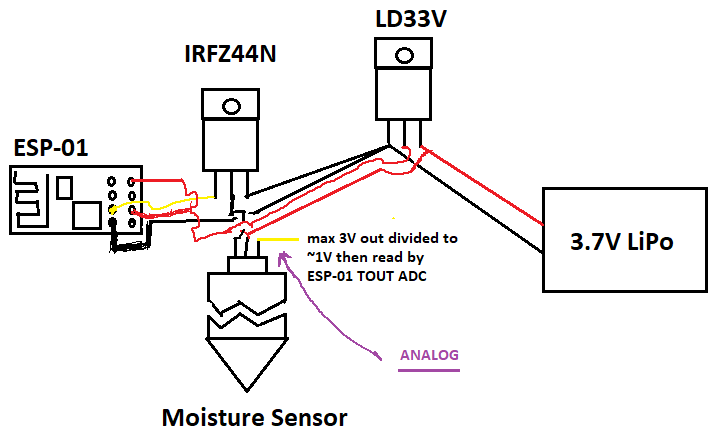 LD33V
IRFZ44N
ESP-01
max 3V out divided to
~1V then read by
ESP-01 TOUT ADC
3.7V LiPo
ANALOG
Moisture Sensor